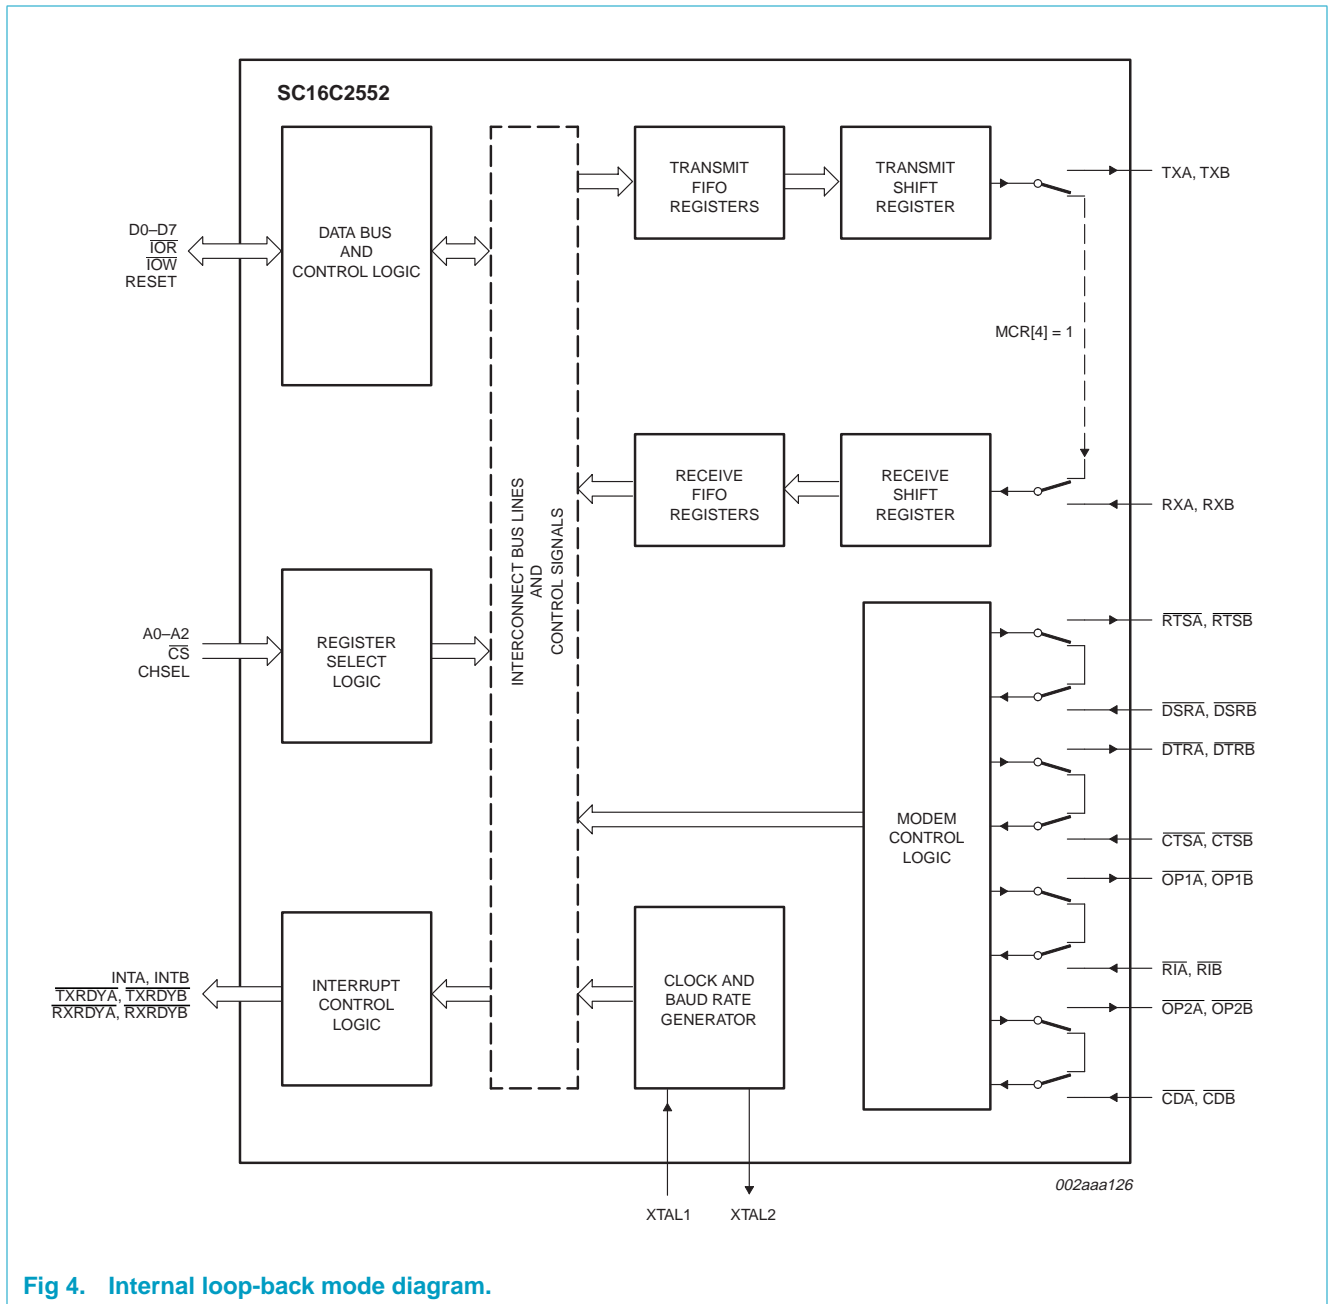 SC16C2552
D0–D7
IOR
IOW
RESET
DATA BUS
AND
CONTROL LOGIC
A0–A2
CS
CHSEL
REGISTER
SELECT
LOGIC
INTA, INTB
TXRDYA, TXRDYB
RXRDYA, RXRDYB
INTERRUPT
CONTROL
LOGIC
INTERCONNECT BUS LINES
AND
CONTROL SIGNALS
TRANSMIT
FIFO
REGISTERS
TRANSMIT
SHIFT
REGISTER
TXA, TXB
MCR[4] = 1
RECEIVE
FIFO
REGISTERS
RECEIVE
SHIFT
REGISTER
RXA, RXB
MODEM
CONTROL
LOGIC
RTSA, RTSB
DSRA, DSRB
DTRA, DTRB
CTSA, CTSB
OP1A, OP1B
RIA, RIB
OP2A, OP2B
CDA, CDB
CLOCK AND
BAUD RATE
GENERATOR
XTAL1
XTAL2
002aaa126
Fig 4. Internal loop-back mode diagram.